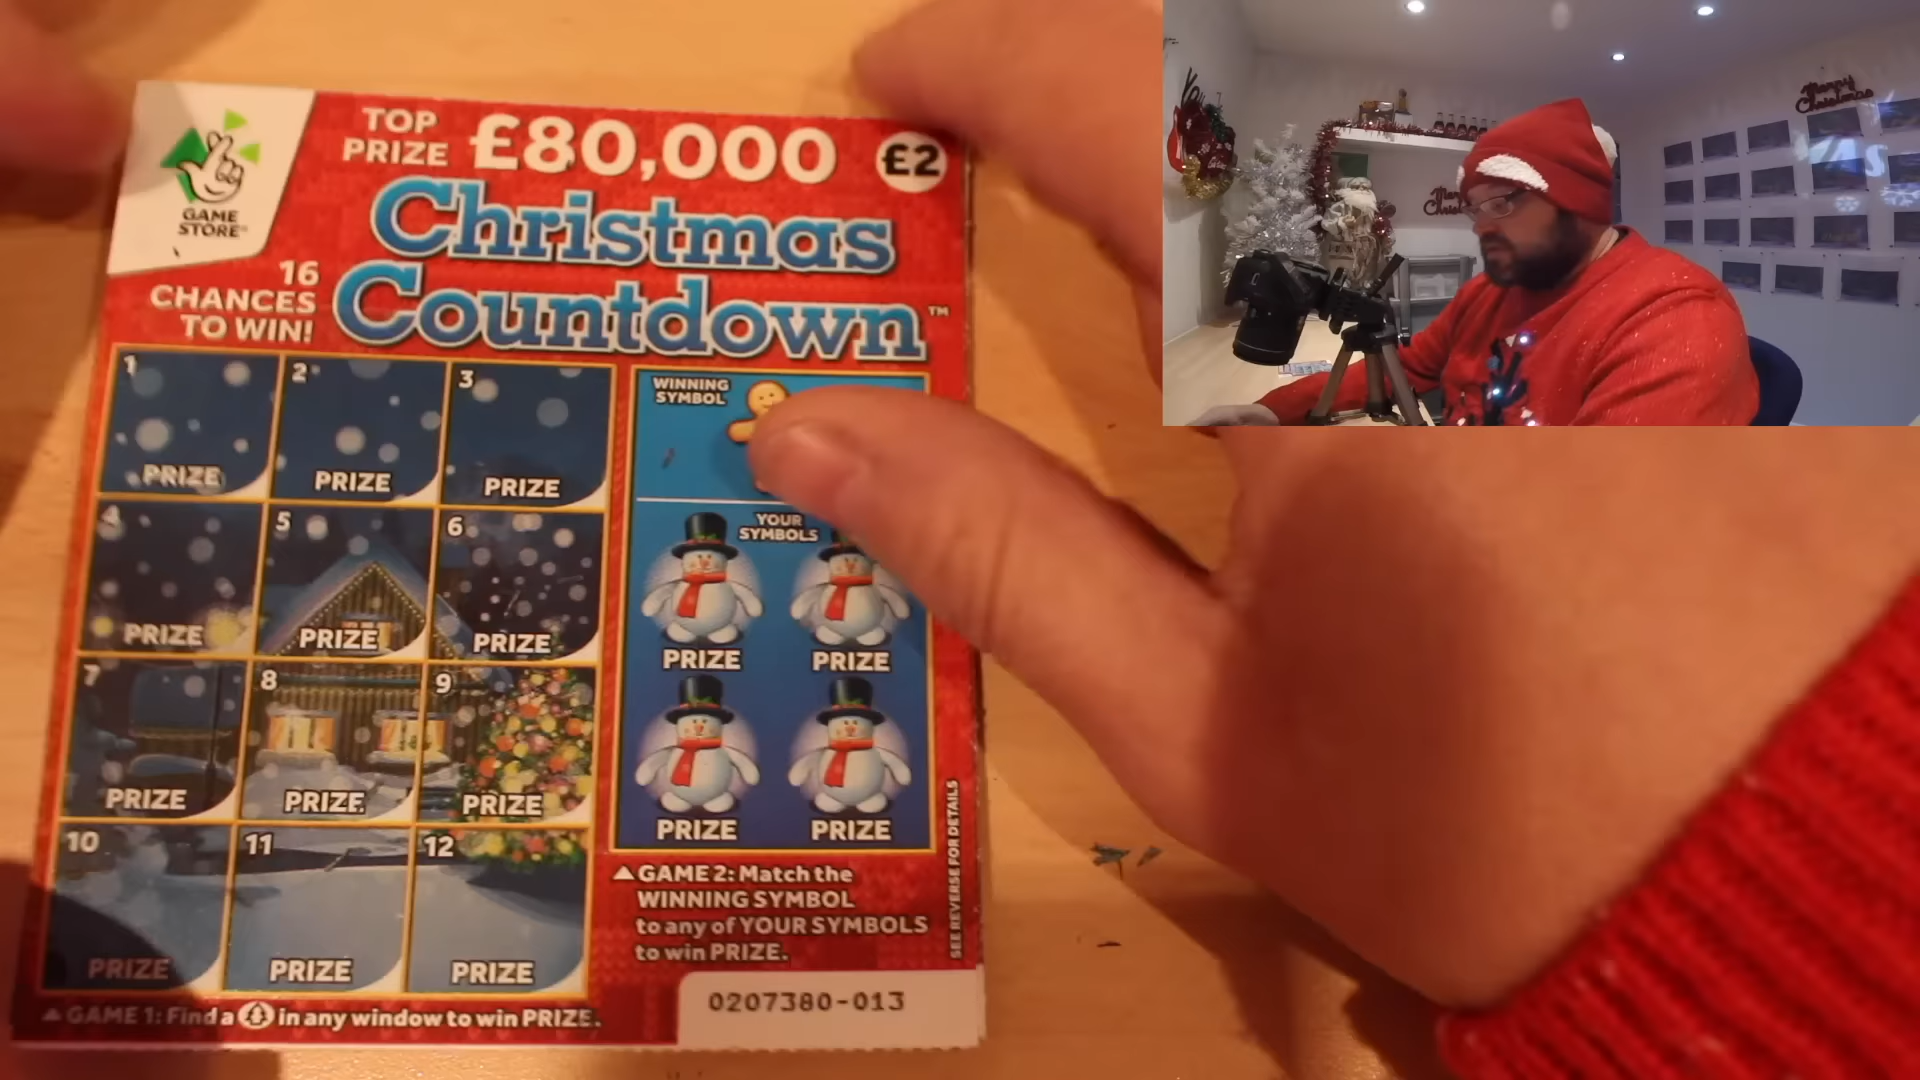 GAME
STORE
TOP
PRIZE
£80,000
£2
Christmas
Countdown™
16
CHANCES
TO WIN!
1
PRIZE
2
PRIZE
3
PRIZE
4
PRIZE
5
PRIZE
6
PRIZE
7
PRIZE
8
PRIZE
9
PRIZE
10
PRIZE
11
PRIZE
12
PRIZE
▲GAME 1: Find a in any window to win PRIZE.
WINNING
SYMBOL
YOUR
SYMBOLS
PRIZE
PRIZE
PRIZE
PRIZE
▲GAME 2: Match the
WINNING SYMBOL
to any of YOUR SYMBOLS
to win PRIZE.
SEE REVERSE FOR DETAILS
0207380-013
Merry
Christmas